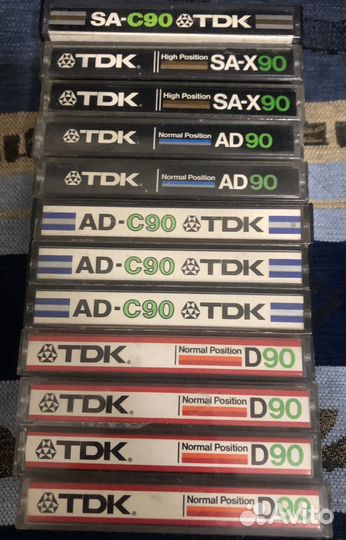 SA-C90 TDK
TDK. High Position SA-X90
TDK. High Position SA-X90
TDK. Normal Position AD90
TDK. Normal Position AD90
AD-C90 TDK
AD-C90 TDK
AD-C90 TDK
TDK. Normal Position D90
TDK. Normal Position D90
TDK. Normal Position D90
TDK. Normal Position D90
Avito